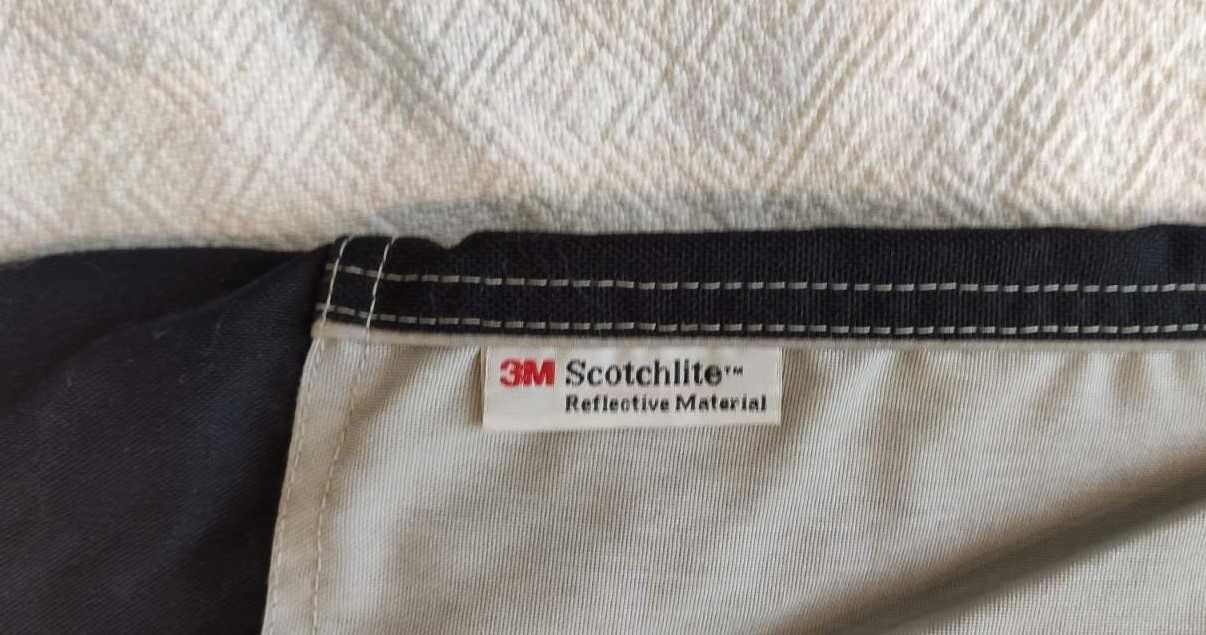 3M Scotchlite™
Reflective Material